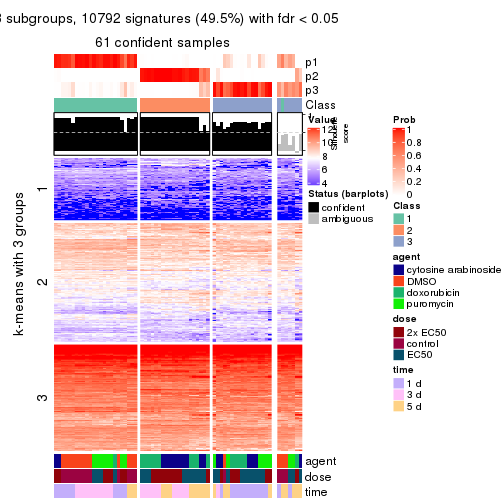 3 subgroups, 10792 signatures (49.5%) with fdr < 0.05
61 confident samples
p1
p2
p3
Class
k-means with 3 groups
1
2
3
agent
dose
time
Value
12
10
8
6
4
score
Status (barplots)
confident
ambiguous
Prob
1
0.8
0.6
0.4
0.2
0
Class
1
2
3
agent
cytosine arabinoside
DMSO
doxorubicin
puromycin
dose
2x EC50
control
EC50
time
1 d
3 d
5 d